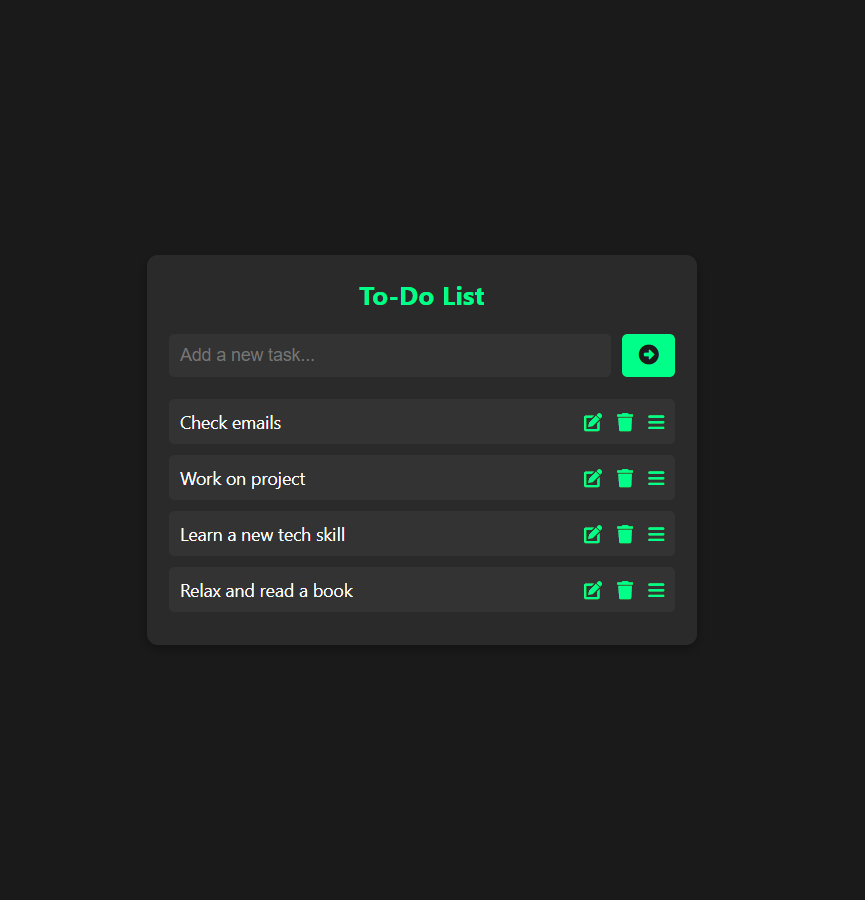 To-Do List
Add a new task...
Check emails
Work on project
Learn a new tech skill
Relax and read a book